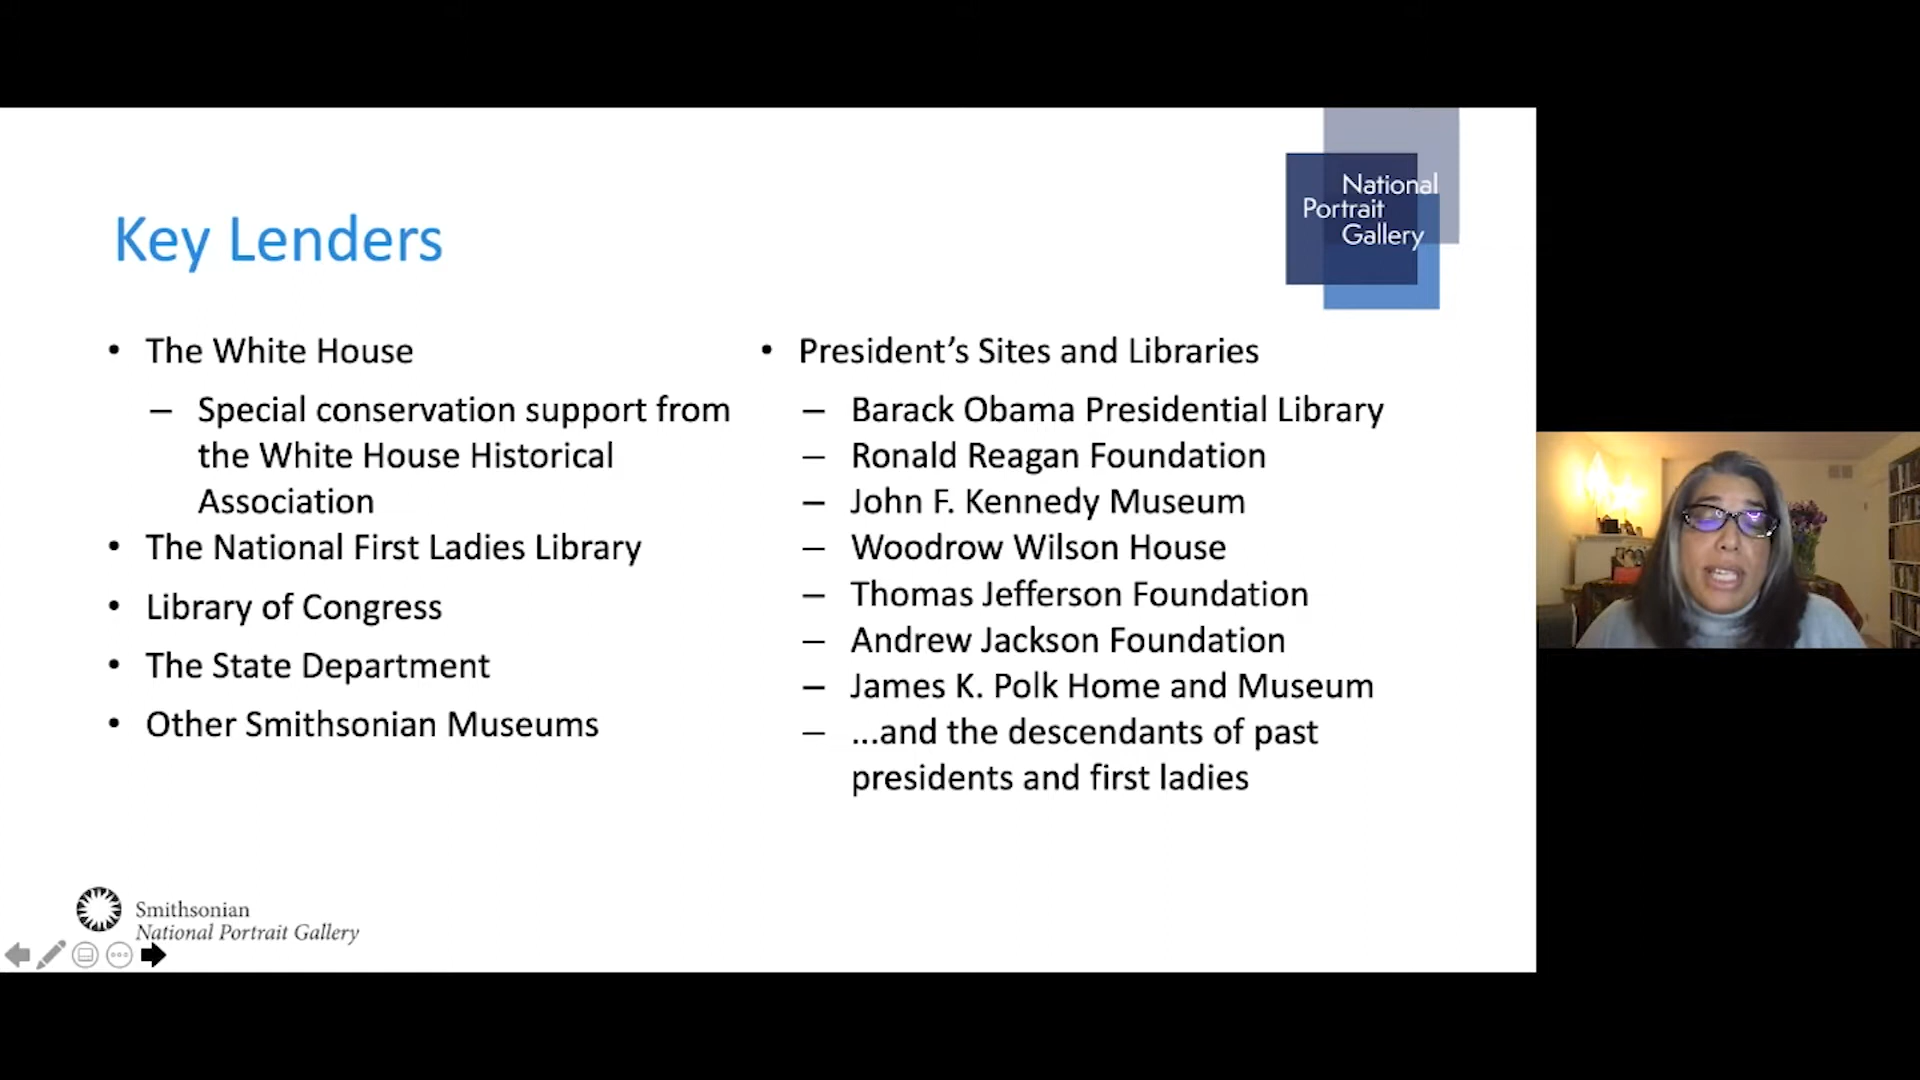 National
Portrait
Gallery
Key Lenders
• The White House
– Special conservation support from
the White House Historical
Association
• The National First Ladies Library
• Library of Congress
• The State Department
• Other Smithsonian Museums
• President’s Sites and Libraries
– Barack Obama Presidential Library
– Ronald Reagan Foundation
– John F. Kennedy Museum
– Woodrow Wilson House
– Thomas Jefferson Foundation
– Andrew Jackson Foundation
– James K. Polk Home and Museum
– ...and the descendants of past
presidents and first ladies
Smithsonian
National Portrait Gallery